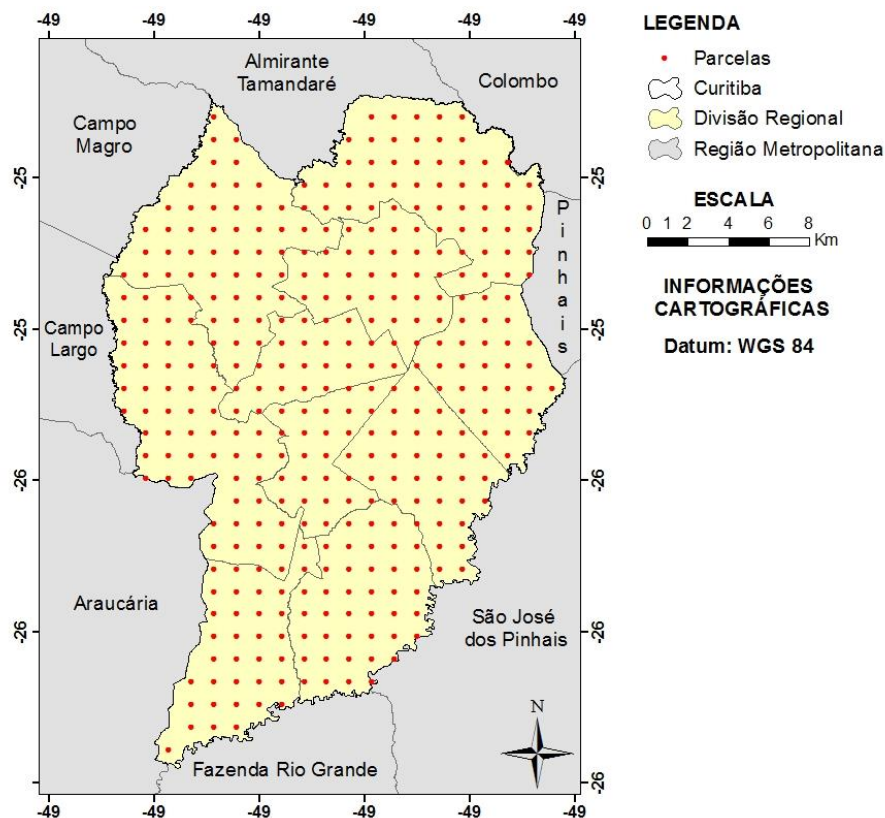 -49 -49 -49 -49 -49 -49
Almirante
Tamandaré
Colombo
Campo
Magro
-25 -25
Pinhais
-25 -25
Campo
Largo
-26 -26
Araucária
São José
dos Pinhais
-26 -26
N
Fazenda Rio Grande
-26 -26
-49 -49 -49 -49 -49 -49
LEGENDA
Parcelas
Curitiba
Divisão Regional
Região Metropolitana
ESCALA
0 1 2 4 6 8
Km
INFORMAÇÕES
CARTOGRÁFICAS
Datum: WGS 84